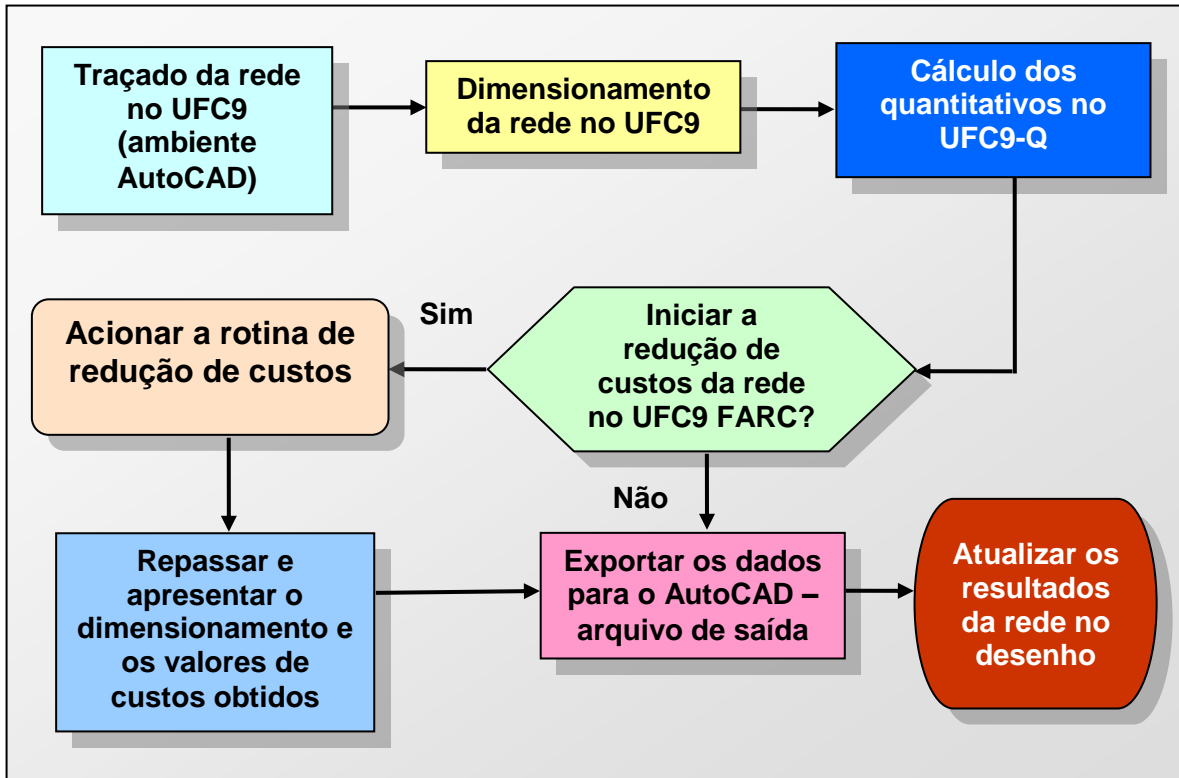 Traçado da rede
no UFC9
(ambiente
AutoCAD)
Dimensionamento
da rede no UFC9
Cálculo dos
quantitativos no
UFC9-Q
Acionar a rotina de
redução de custos
Sim
Iniciar a
redução de
custos da rede
no UFC9 FARC?
Não
Repassar e
apresentar o
dimensionamento e
os valores de
custos obtidos
Exportar os dados
para o AutoCAD –
arquivo de saída
Atualizar os
resultados
da rede no
desenho